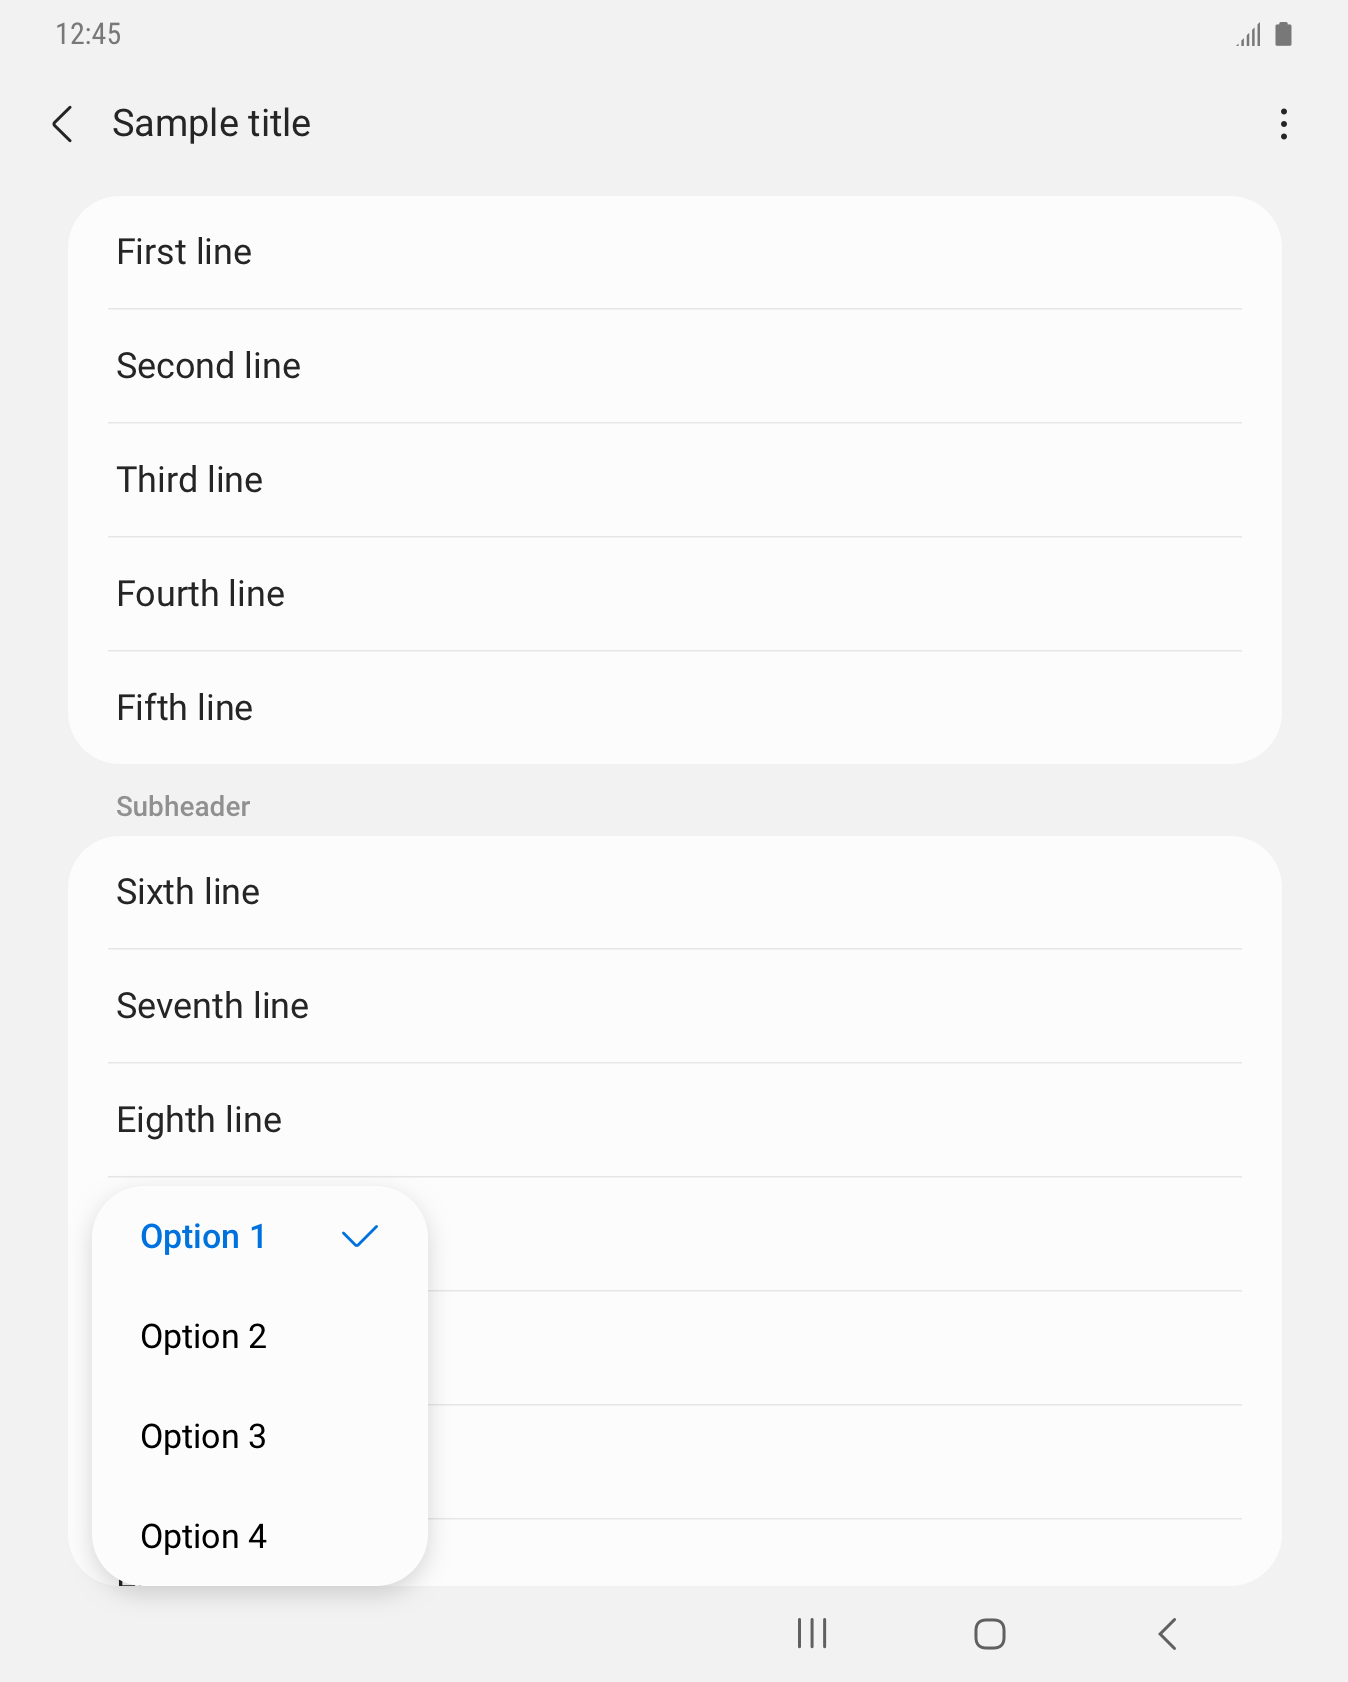 12:45
Sample title
First line
Second line
Third line
Fourth line
Fifth line
Subheader
Sixth line
Seventh line
Eighth line
Option 1
Option 2
Option 3
Option 4